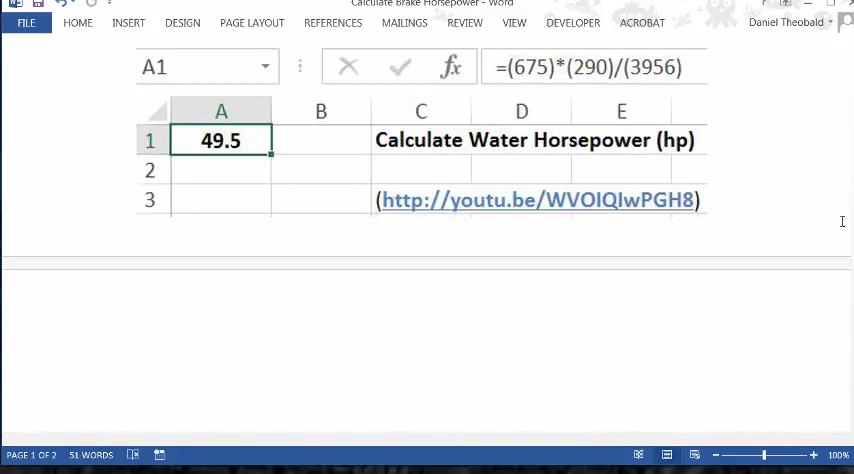 Calculate Brake Horsepower - Word
FILE HOME INSERT DESIGN PAGE LAYOUT REFERENCES MAILINGS REVIEW VIEW DEVELOPER ACROBAT Daniel Theobald
A1 fx =(675)*(290)/(3956)
A B C D E
1 49.5 Calculate Water Horsepower (hp)
2
3 (http://youtu.be/WVOIQIwPGH8)
PAGE 1 OF 2 51 WORDS 100%